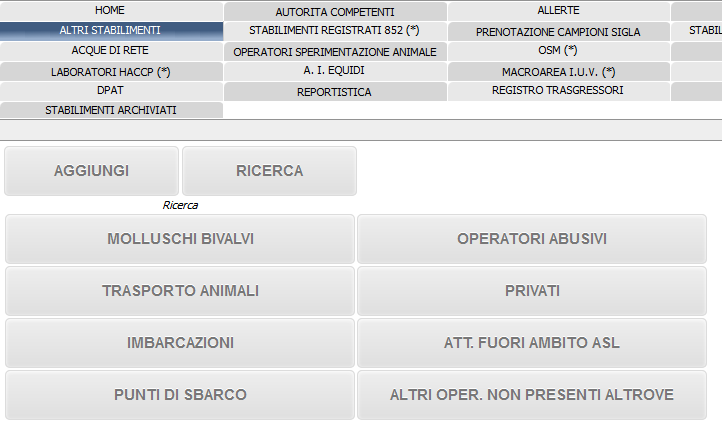 HOME AUTORITA COMPETENTI ALLERTE
ALTRI STABILIMENTI STABILIMENTI REGISTRATI 852 (*) PRENOTAZIONE CAMPIONI SIGLA STABIL
ACQUE DI RETE OPERATORI SPERIMENTAZIONE ANIMALE OSM (*)
LABORATORI HACCP (*) A. I. EQUIDI MACROAREA I.U.V. (*)
DPAT REPORTISTICA REGISTRO TRASGRESSORI
STABILIMENTI ARCHIVIATI
AGGIUNGI RICERCA
Ricerca
MOLLUSCHI BIVALVI OPERATORI ABUSIVI
TRASPORTO ANIMALI PRIVATI
IMBARCAZIONI ATT. FUORI AMBITO ASL
PUNTI DI SBARCO ALTRI OPER. NON PRESENTI ALTROVE